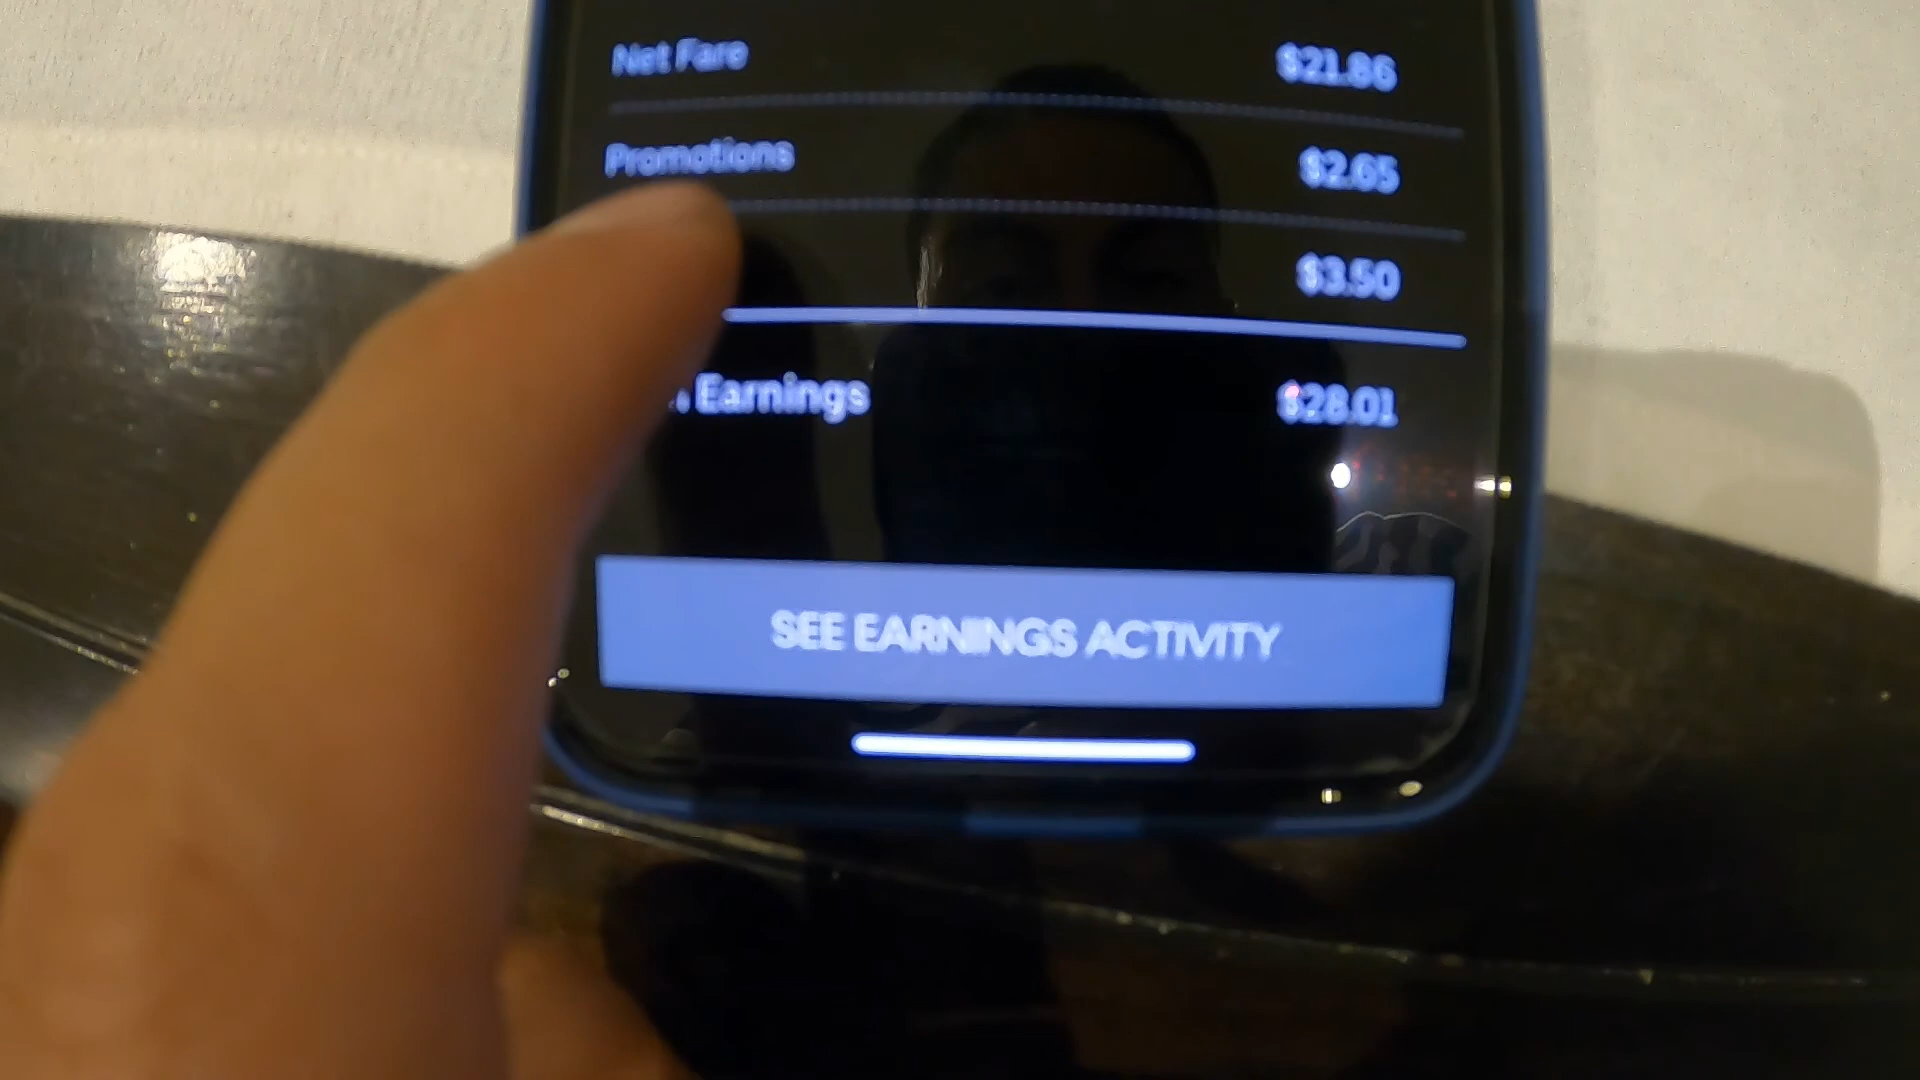 Net Fare $21.86
Promotions $2.65
$3.50
Earnings $28.01
SEE EARNINGS ACTIVITY